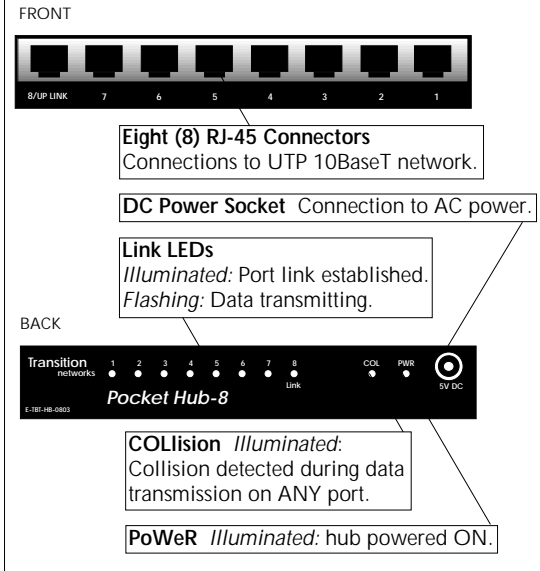 FRONT
8/UP LINK 7 6 5 4 3 2 1
Eight (8) RJ-45 Connectors
Connections to UTP 10BaseT network.
DC Power Socket Connection to AC power.
Link LEDs
Illuminated: Port link established.
Flashing: Data transmitting.
BACK
Transition 1 2 3 4 5 6 7 8 COL PWR
networks
Link
5V DC
Pocket Hub-8
E-TBT-HB-0803
COLlision Illuminated:
Collision detected during data
transmission on ANY port.
PoWeR Illuminated: hub powered ON.